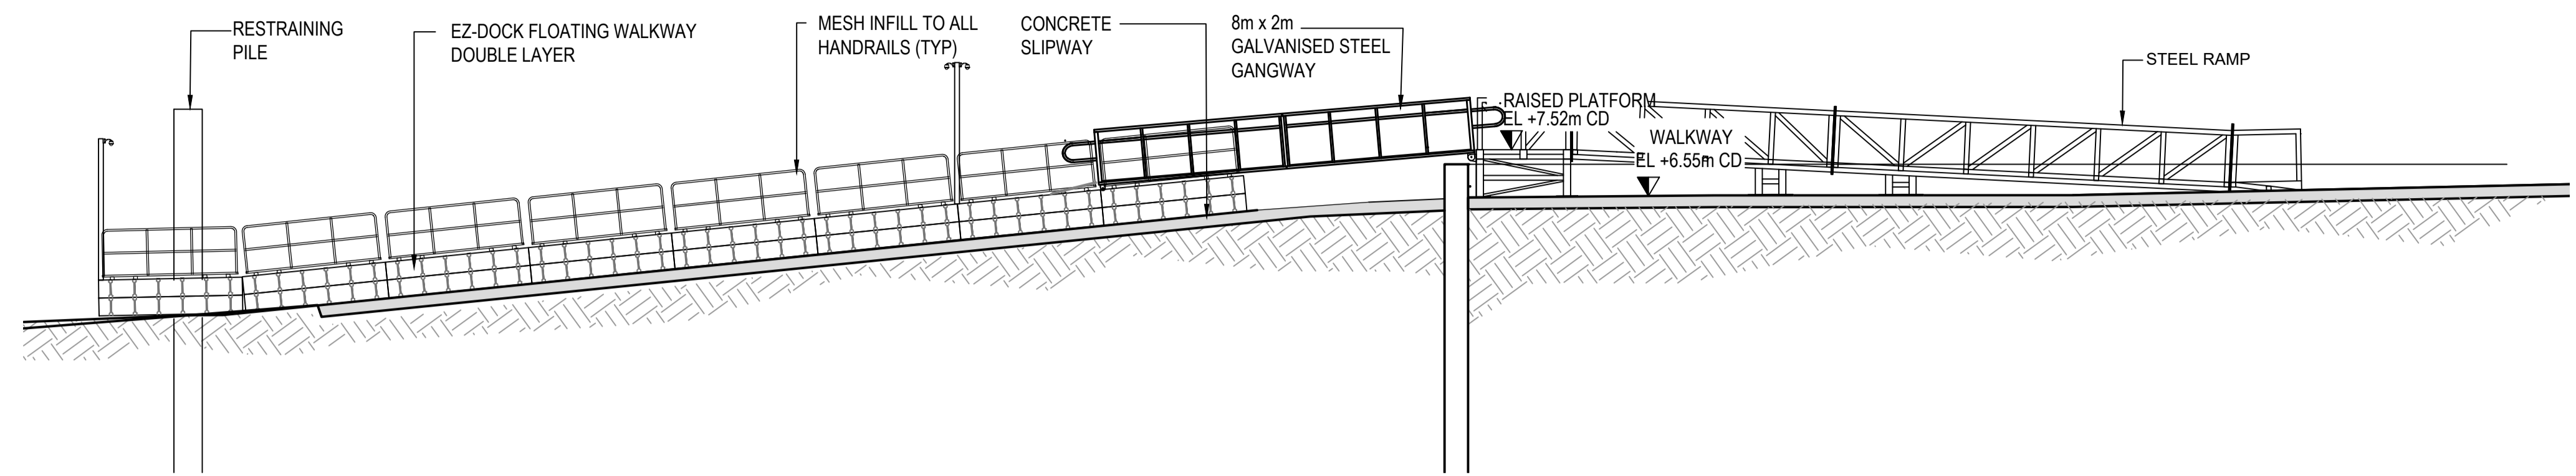 RESTRAINING
PILE
EZ-DOCK FLOATING WALKWAY
DOUBLE LAYER
MESH INFILL TO ALL
HANDRAILS (TYP)
CONCRETE
SLIPWAY
8m x 2m
GALVANISED STEEL
GANGWAY
RAISED PLATFORM
EL +7.52m CD
WALKWAY
EL +6.55m CD
STEEL RAMP